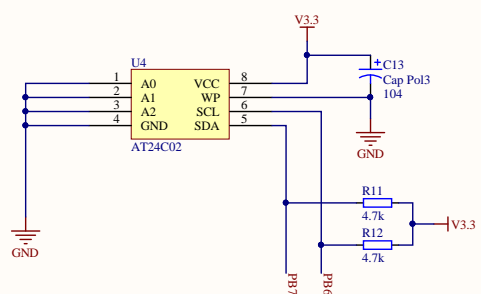 V3.3
U4
C13
Cap Pol3
104
1 A0 VCC 8
2 A1 WP 7
3 A2 SCL 6
4 GND SDA 5
AT24C02
GND
R11
4.7k
V3.3
R12
4.7k
GND
PB7
PB6